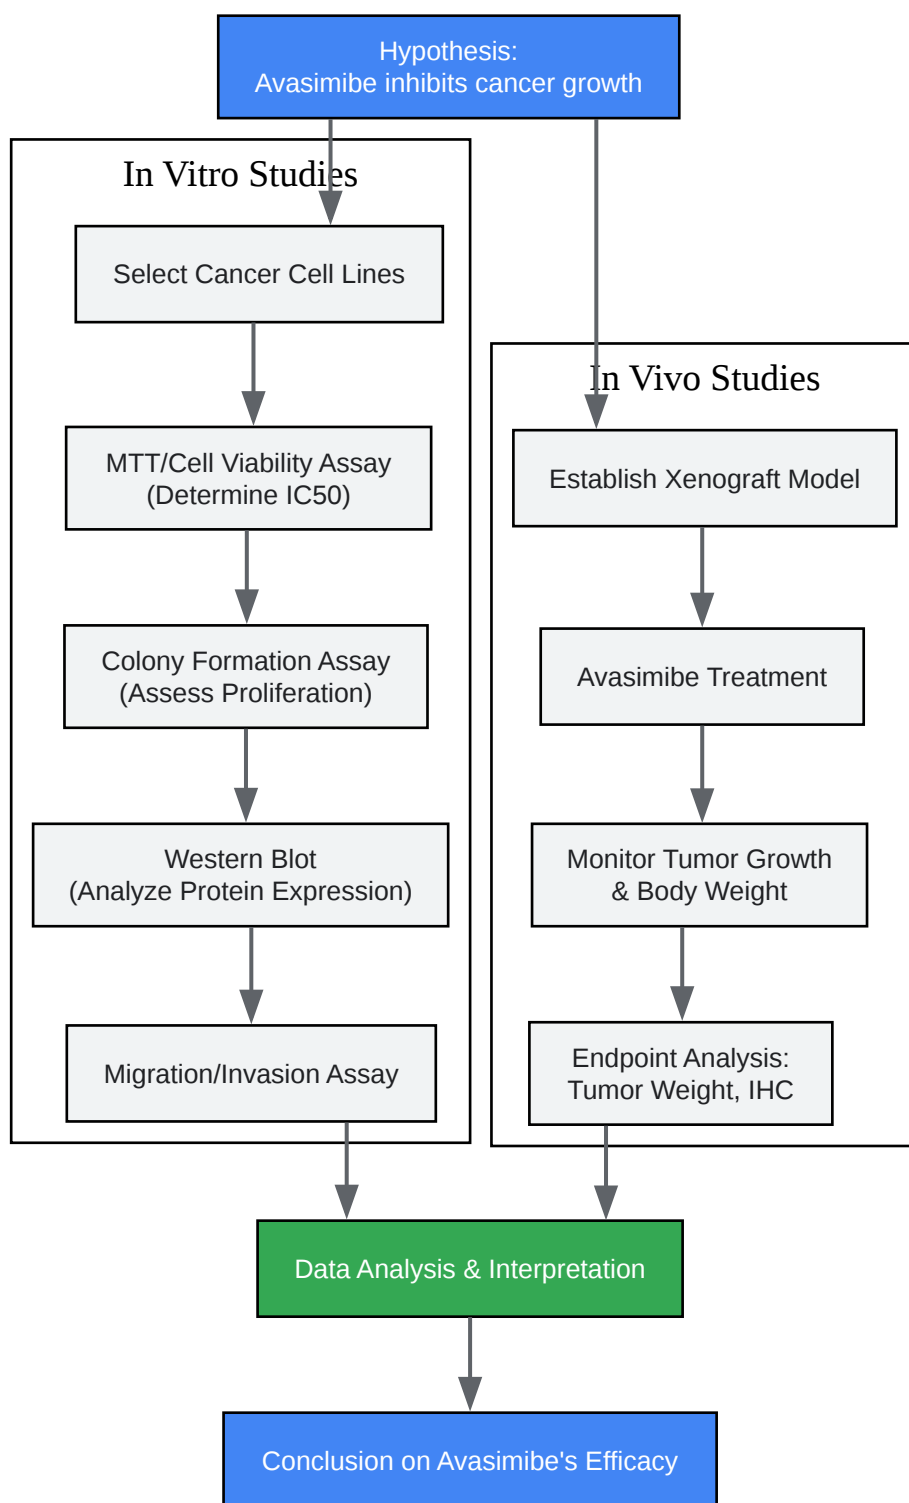 Hypothesis:
Avasimibe inhibits cancer growth
In Vitro Studies
Select Cancer Cell Lines
MTT/Cell Viability Assay
(Determine IC50)
Colony Formation Assay
(Assess Proliferation)
Western Blot
(Analyze Protein Expression)
Migration/Invasion Assay
In Vivo Studies
Establish Xenograft Model
Avasimibe Treatment
Monitor Tumor Growth
& Body Weight
Endpoint Analysis:
Tumor Weight, IHC
Data Analysis & Interpretation
Conclusion on Avasimibe's Efficacy